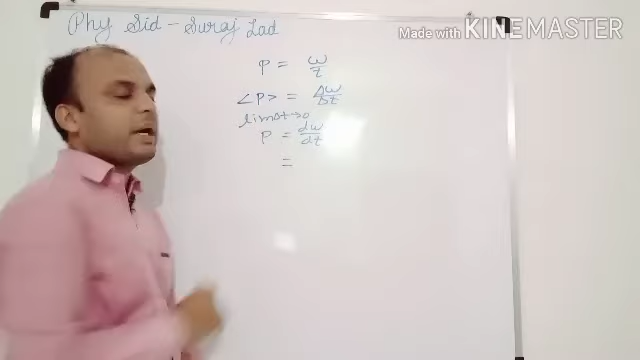 Phy Sid - Suraj Lad
Made with KINEMASTER
P = w/t
<P> = Δw/Δt
limΔt→0
P = dw/dt
=